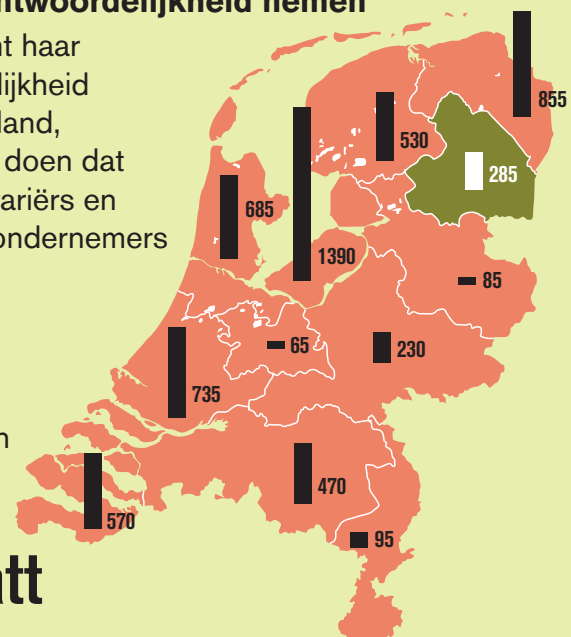 ntwoordelijkheid nemen
nt haar
lijkheid
land,
doen dat
ariërs en
ondernemers
n
att
855
530
285
685
1390
85
65
230
735
470
570
95